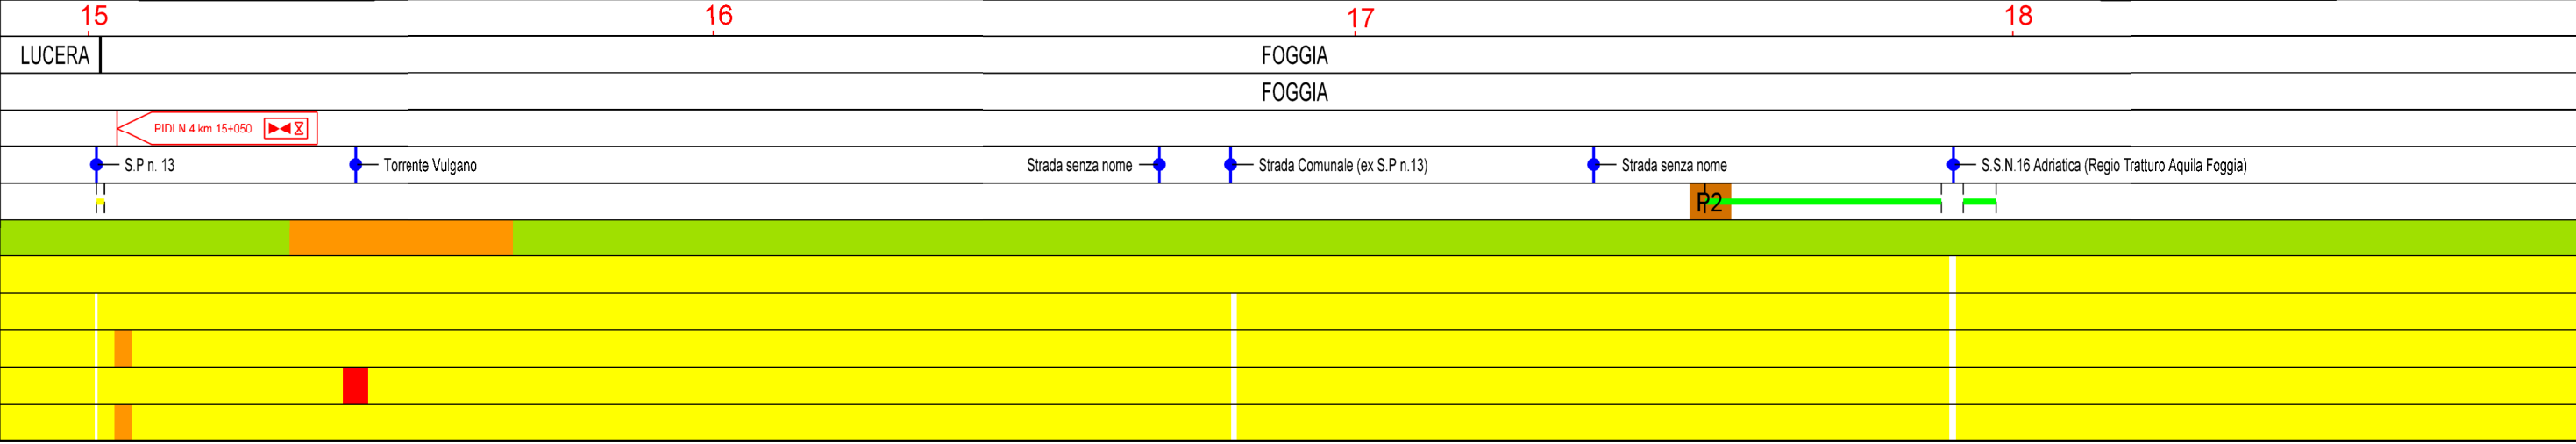 15 16 17 18
LUCERA FOGGIA
FOGGIA
PIDI N 4 km 15+050
S.P n. 13 Torrente Vulgano Strada senza nome Strada Comunale (ex S.P n.13) Strada senza nome S.S.N.16 Adriatica (Regio Tratturo Aquila Foggia)
P2